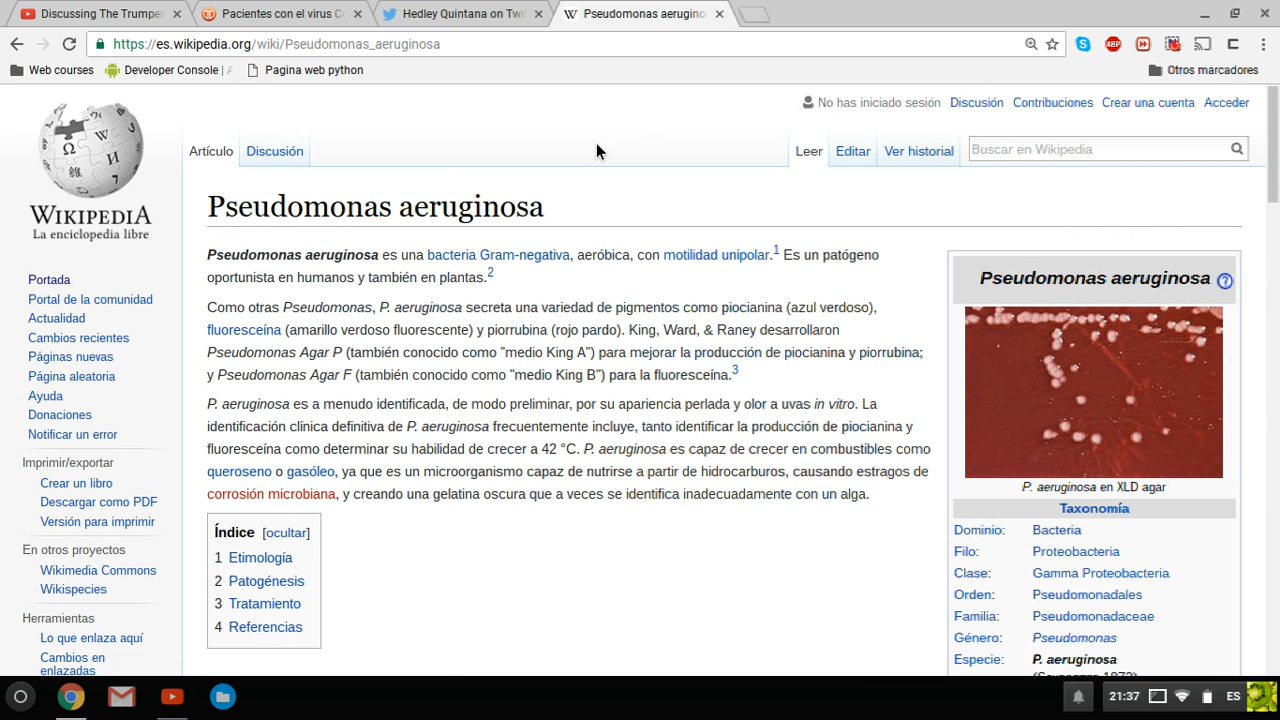 Discussing The Trumper
Pacientes con el virus C
Hedley Quintana on Twi
Pseudomonas aerugino
https://es.wikipedia.org/wiki/Pseudomonas_aeruginosa
Web courses
Developer Console | A
Pagina web python
Otros marcadores
No has iniciado sesión Discusión Contribuciones Crear una cuenta Acceder
Artículo Discusión Leer Editar Ver historial Buscar en Wikipedia
WIKIPEDIA
La enciclopedia libre
Portada
Portal de la comunidad
Actualidad
Cambios recientes
Páginas nuevas
Página aleatoria
Ayuda
Donaciones
Notificar un error
Imprimir/exportar
Crear un libro
Descargar como PDF
Versión para imprimir
En otros proyectos
Wikimedia Commons
Wikispecies
Herramientas
Lo que enlaza aquí
Cambios en
enlazadas
Pseudomonas aeruginosa
Pseudomonas aeruginosa es una bacteria Gram-negativa, aeróbica, con motilidad unipolar.1 Es un patógeno
oportunista en humanos y también en plantas.2
Como otras Pseudomonas, P. aeruginosa secreta una variedad de pigmentos como piocianina (azul verdoso),
fluoresceína (amarillo verdoso fluorescente) y piorrubina (rojo pardo). King, Ward, & Raney desarrollaron
Pseudomonas Agar P (también conocido como "medio King A") para mejorar la producción de piocianina y piorrubina;
y Pseudomonas Agar F (también conocido como "medio King B") para la fluoresceína.3
P. aeruginosa es a menudo identificada, de modo preliminar, por su apariencia perlada y olor a uvas in vitro. La
identificación clínica definitiva de P. aeruginosa frecuentemente incluye, tanto identificar la producción de piocianina y
fluoresceína como determinar su habilidad de crecer a 42 °C. P. aeruginosa es capaz de crecer en combustibles como
queroseno o gasóleo, ya que es un microorganismo capaz de nutrirse a partir de hidrocarburos, causando estragos de
corrosión microbiana, y creando una gelatina oscura que a veces se identifica inadecuadamente con un alga.
Índice [ocultar]
1 Etimología
2 Patogénesis
3 Tratamiento
4 Referencias
Pseudomonas aeruginosa
P. aeruginosa en XLD agar
Taxonomía
Dominio: Bacteria
Filo: Proteobacteria
Clase: Gamma Proteobacteria
Orden: Pseudomonadales
Familia: Pseudomonadaceae
Género: Pseudomonas
Especie: P. aeruginosa
21:37 ES